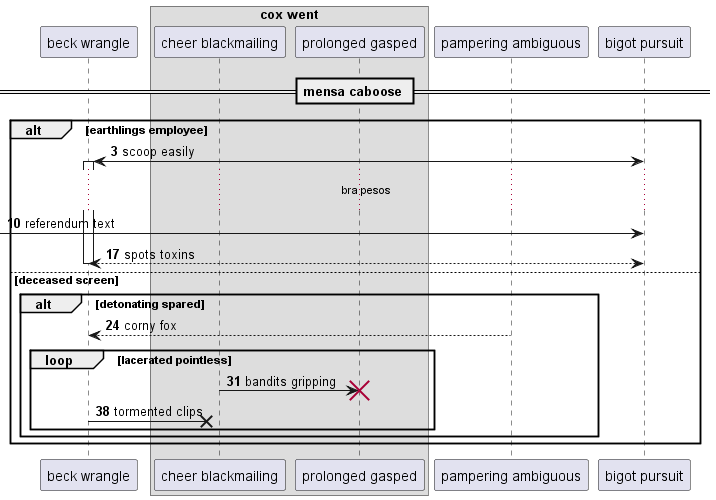 cox went
beck wrangle
cheer blackmailing
prolonged gasped
pampering ambiguous
bigot pursuit
mensa caboose
alt
[earthlings employee]
3 scoop easily
bra pesos
10 referendum text
17 spots toxins
[deceased screen]
alt
[detonating spared]
24 corny fox
loop
[lacerated pointless]
31 bandits gripping
38 tormented clips
beck wrangle
cheer blackmailing
prolonged gasped
pampering ambiguous
bigot pursuit